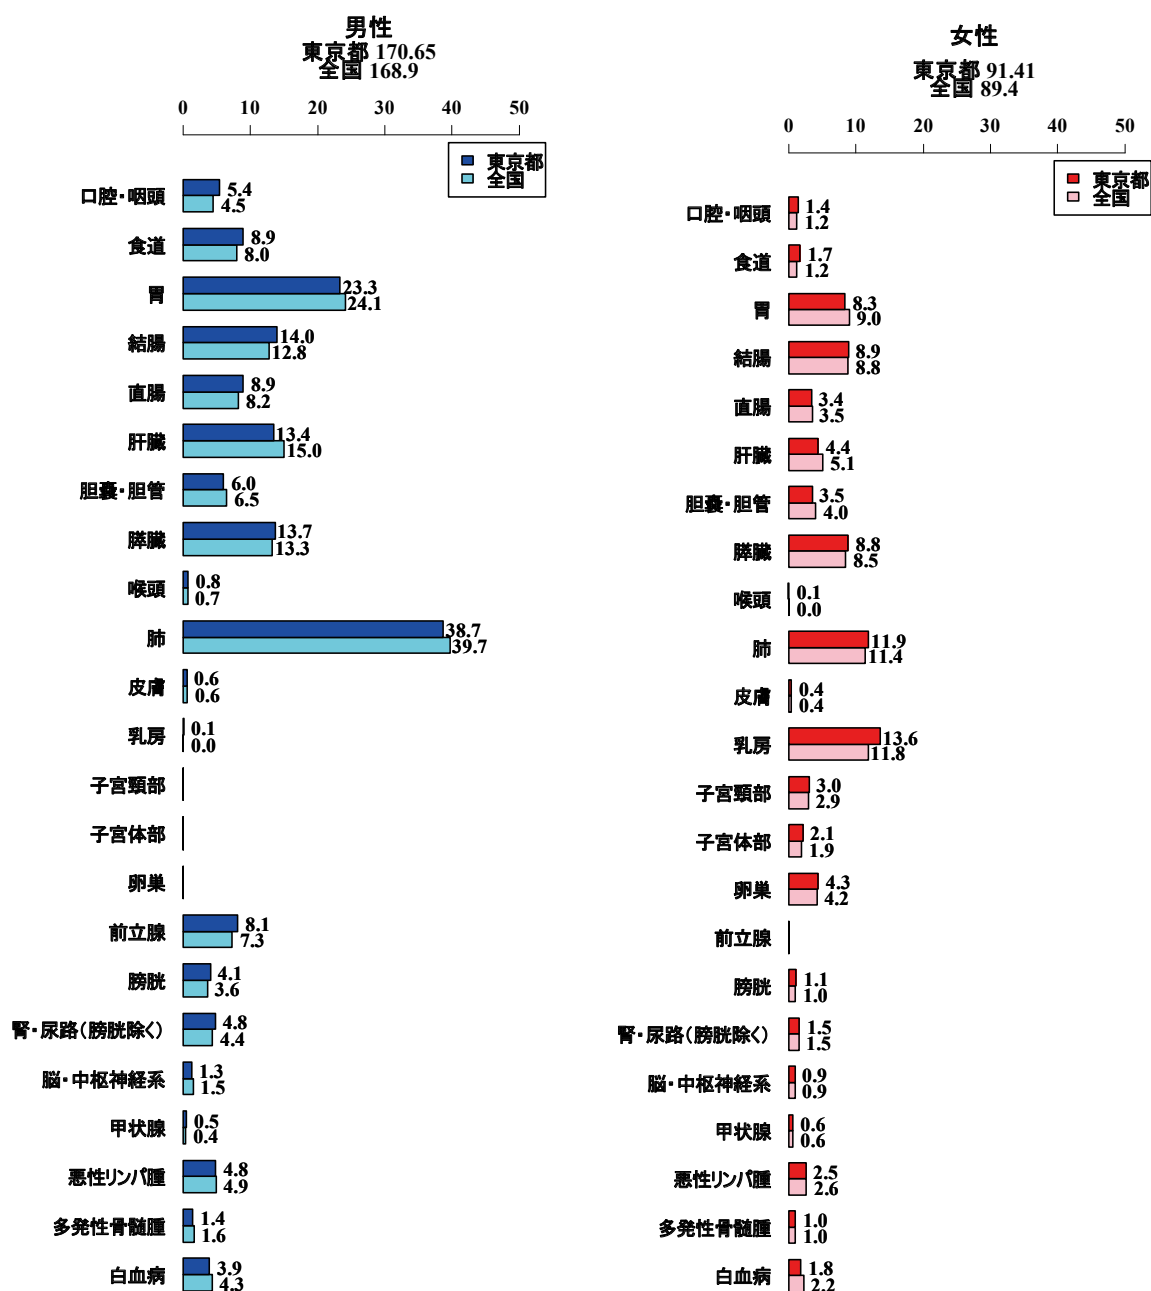 男性
東京都 170.65
全国 168.9
0 10 20 30 40 50
東京都
全国
口腔・咽頭 5.4
4.5
食道 8.9
8.0
胃 23.3
24.1
結腸 14.0
12.8
直腸 8.9
8.2
肝臓 13.4
15.0
胆嚢・胆管 6.0
6.5
膵臓 13.7
13.3
喉頭 0.8
0.7
肺 38.7
39.7
皮膚 0.6
0.6
乳房 0.1
0.0
子宮頸部
子宮体部
卵巣
前立腺 8.1
7.3
膀胱 4.1
3.6
腎・尿路(膀胱除く) 4.8
4.4
脳・中枢神経系 1.3
1.5
甲状腺 0.5
0.4
悪性リンパ腫 4.8
4.9
多発性骨髄腫 1.4
1.6
白血病 3.9
4.3
女性
東京都 91.41
全国 89.4
0 10 20 30 40 50
東京都
全国
口腔・咽頭 1.4
1.2
食道 1.7
1.2
胃 8.3
9.0
結腸 8.9
8.8
直腸 3.4
3.5
肝臓 4.4
5.1
胆嚢・胆管 3.5
4.0
膵臓 8.8
8.5
喉頭 0.1
0.0
肺 11.9
11.4
皮膚 0.4
0.4
乳房 13.6
11.8
子宮頸部 3.0
2.9
子宮体部 2.1
1.9
卵巣 4.3
4.2
前立腺
膀胱 1.1
1.0
腎・尿路(膀胱除く) 1.5
1.5
脳・中枢神経系 0.9
0.9
甲状腺 0.6
0.6
悪性リンパ腫 2.5
2.6
多発性骨髄腫 1.0
1.0
白血病 1.8
2.2